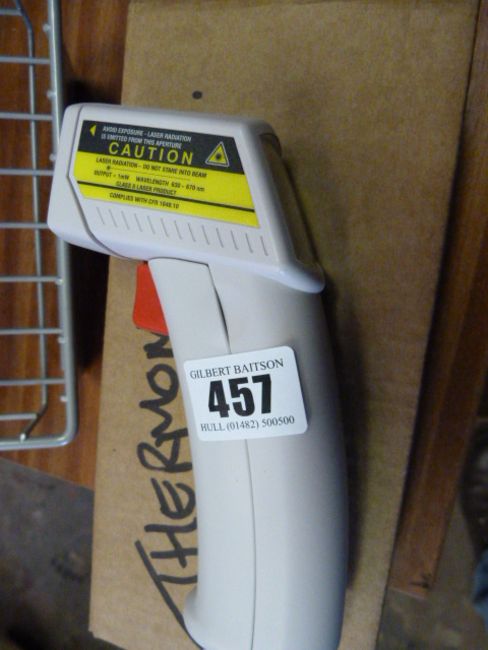 AVOID EXPOSURE - LASER RADIATION
IS EMITTED FROM THIS APERTURE
CAUTION
LASER RADIATION - DO NOT STARE INTO BEAM
OUTPUT < 1mW WAVELENGTH 630 - 670 nm
CLASS II LASER PRODUCT
COMPLIES WITH CFR 1040.10
GILBERT BAITSON
457
HULL (01482) 500500
THERMOM